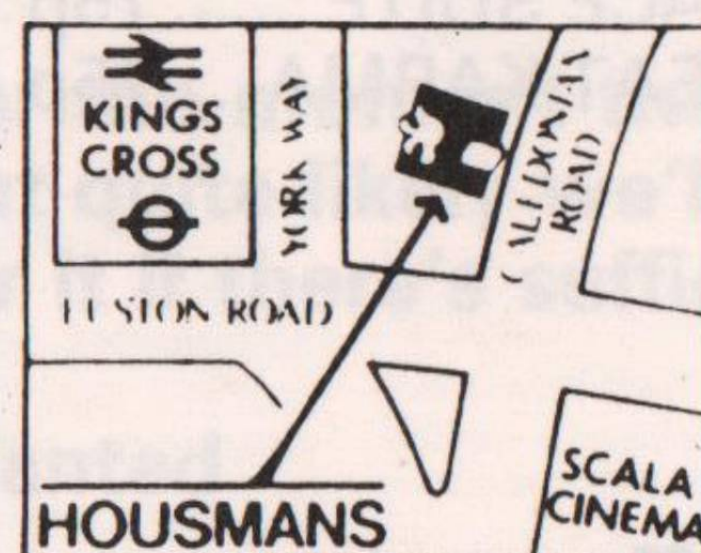 KINGS
CROSS
YORK WAY
CALEDONIAN
ROAD
EUSTON ROAD
SCALA
CINEMA
HOUSMANS